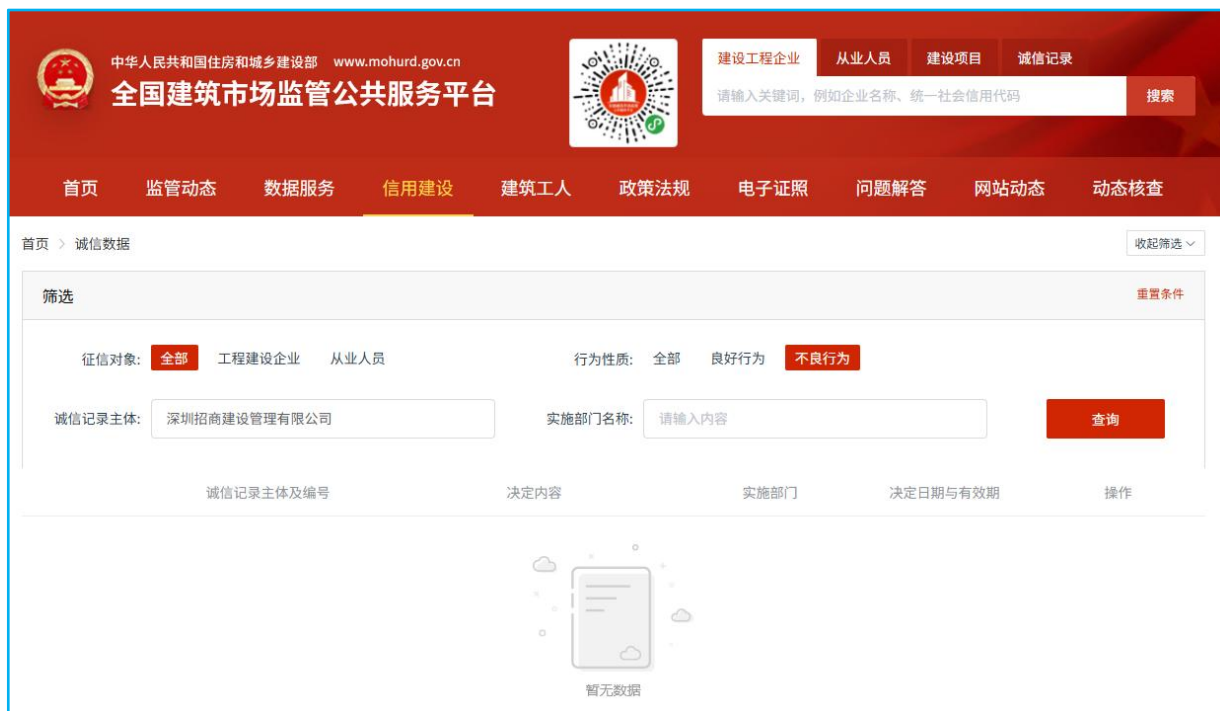 中华人民共和国住房和城乡建设部 www.mohurd.gov.cn
全国建筑市场监管公共服务平台
建设工程企业 从业人员 建设项目 诚信记录
请输入关键词，例如企业名称、统一社会信用代码 搜索
首页 监管动态 数据服务 信用建设 建筑工人 政策法规 电子证照 问题解答 网站动态 动态核查
首页 > 诚信数据 收起筛选
筛选 重置条件
征信对象: 全部 工程建设企业 从业人员 行为性质: 全部 良好行为 不良行为
诚信记录主体: 深圳招商建设管理有限公司 实施部门名称: 请输入内容 查询
诚信记录主体及编号 决定内容 实施部门 决定日期与有效期 操作
暂无数据